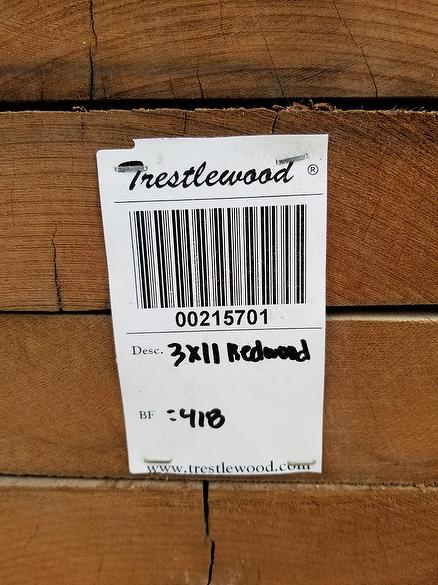 Trestlewood ®
00215701
Desc. 3x11 Redwood
BF =418
www.trestlewood.com